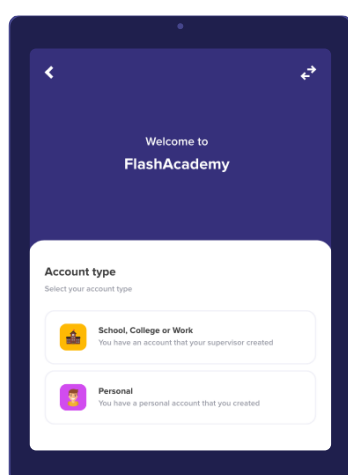 Welcome to
FlashAcademy
Account type
Select your account type
School, College or Work
You have an account that your supervisor created
Personal
You have a personal account that you created